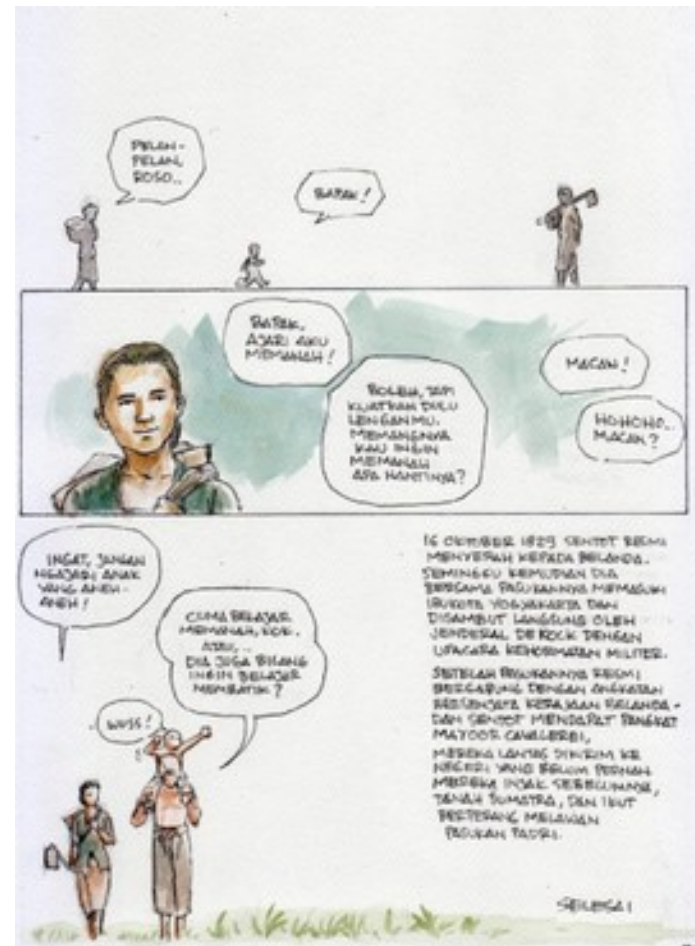 PELAN-
PELAN,
ROSO..
BAPAK!
BAPAK,
AJARI AKU
MEMANAH!
BOLEH, TAPI
KUATKAN DULU
LENGANMU.
MEMANGNYA
KAU INGIN
MEMANAH
APA NANTINYA?
MACAN!
HOHOHO..
MACAN?
INGAT, JANGAN
NGAJARI ANAK
YANG ANEH-
ANEH!
CUMA BELAJAR
MEMANAH, KOK.
ATAU...
DIA JUGA BILANG
INGIN BELAJAR
MEMBATIK?
WUSS!
16 OKTOBER 1829 SENTOT RESMI
MENYERAH KEPADA BELANDA.
SEMINGGU KEMUDIAN DIA
BERSAMA PASUKANNYA MEMASUKI
IBUKOTA YOGYAKARTA DAN
DISAMBUT LANGSUNG OLEH
JENDERAL DE KOCK DENGAN
UPACARA KEHORMATAN MILITER.
SETELAH PASUKANNYA RESMI
BERGABUNG DENGAN ANGKATAN
BERSENJATA KERAJAAN BELANDA -
DAN SENTOT MENDAPAT PANGKAT
MAYOOR CAVALEREI,
MEREKA LANTAS DIKIRIM KE
NEGERI YANG BELUM PERNAH
MEREKA INJAK SEBELUMNYA,
TANAH SUMATRA, DAN IKUT
BERPERANG MELAWAN
PASUKAN PADRI.
SELESAI